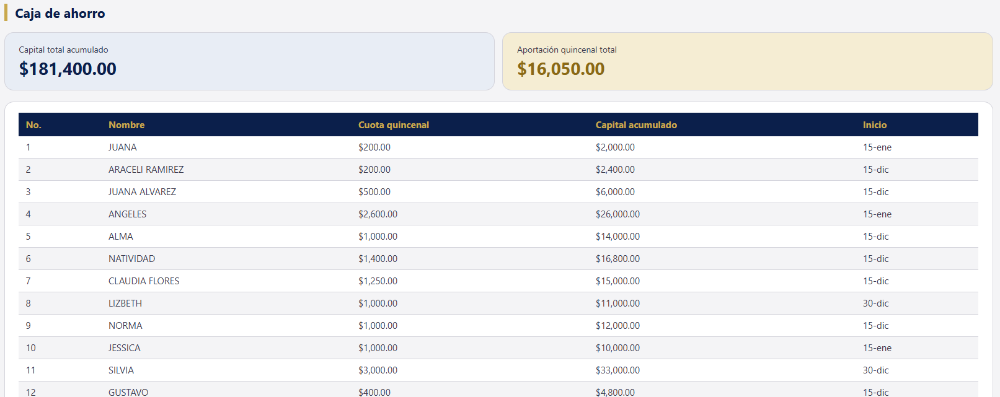 Caja de ahorro
Capital total acumulado
$181,400.00
Aportación quincenal total
$16,050.00
No. Nombre Cuota quincenal Capital acumulado Inicio
1 JUANA $200.00 $2,000.00 15-ene
2 ARACELI RAMIREZ $200.00 $2,400.00 15-dic
3 JUANA ALVAREZ $500.00 $6,000.00 15-dic
4 ANGELES $2,600.00 $26,000.00 15-ene
5 ALMA $1,000.00 $14,000.00 15-dic
6 NATIVIDAD $1,400.00 $16,800.00 15-dic
7 CLAUDIA FLORES $1,250.00 $15,000.00 15-dic
8 LIZBETH $1,000.00 $11,000.00 30-dic
9 NORMA $1,000.00 $12,000.00 15-dic
10 JESSICA $1,000.00 $10,000.00 15-ene
11 SILVIA $3,000.00 $33,000.00 30-dic
12 GUSTAVO $400.00 $4,800.00 15-dic